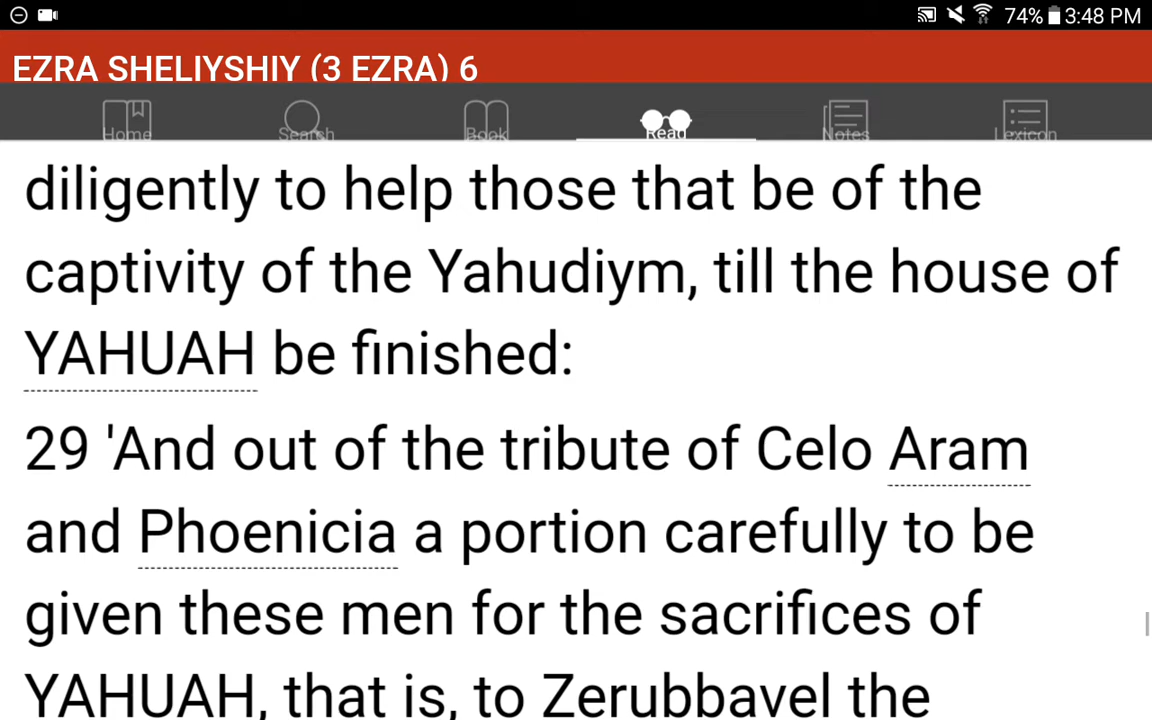 74% 3:48 PM
EZRA SHELIYSHIY (3 EZRA) 6
Home Search Book Read Notes Lexicon
diligently to help those that be of the
captivity of the Yahudiym, till the house of
YAHUAH be finished:
29 'And out of the tribute of Celo Aram
and Phoenicia a portion carefully to be
given these men for the sacrifices of
YAHUAH, that is, to Zerubbavel the